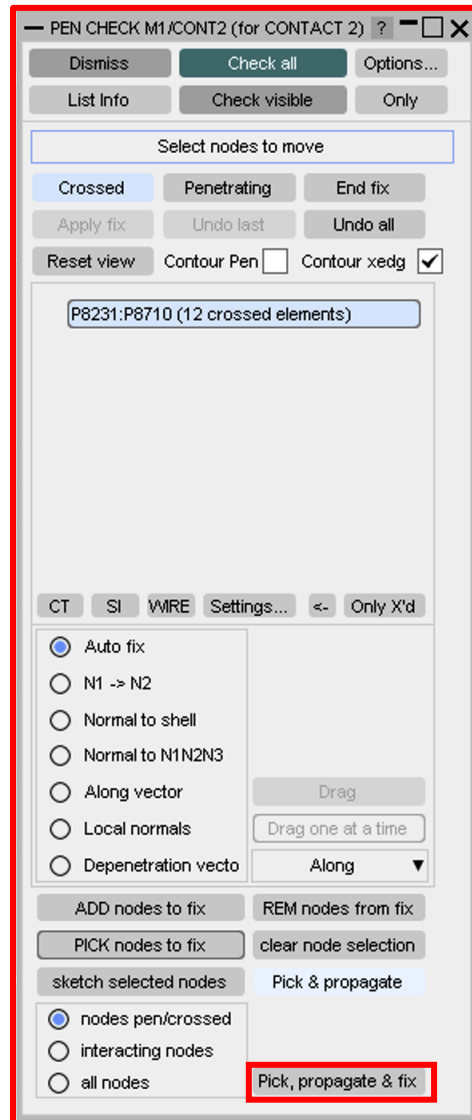 PEN CHECK M1/CONT2 (for CONTACT 2) ?
Dismiss Check all Options...
List Info Check visible Only
Select nodes to move
Crossed Penetrating End fix
Apply fix Undo last Undo all
Reset view Contour Pen Contour xedg
P8231:P8710 (12 crossed elements)
CT SI WIRE Settings... <- Only X'd
Auto fix
N1 -> N2
Normal to shell
Normal to N1N2N3
Along vector Drag
Local normals Drag one at a time
Depenetration vecto Along
ADD nodes to fix REM nodes from fix
PICK nodes to fix clear node selection
sketch selected nodes Pick & propagate
nodes pen/crossed
interacting nodes
all nodes Pick, propagate & fix